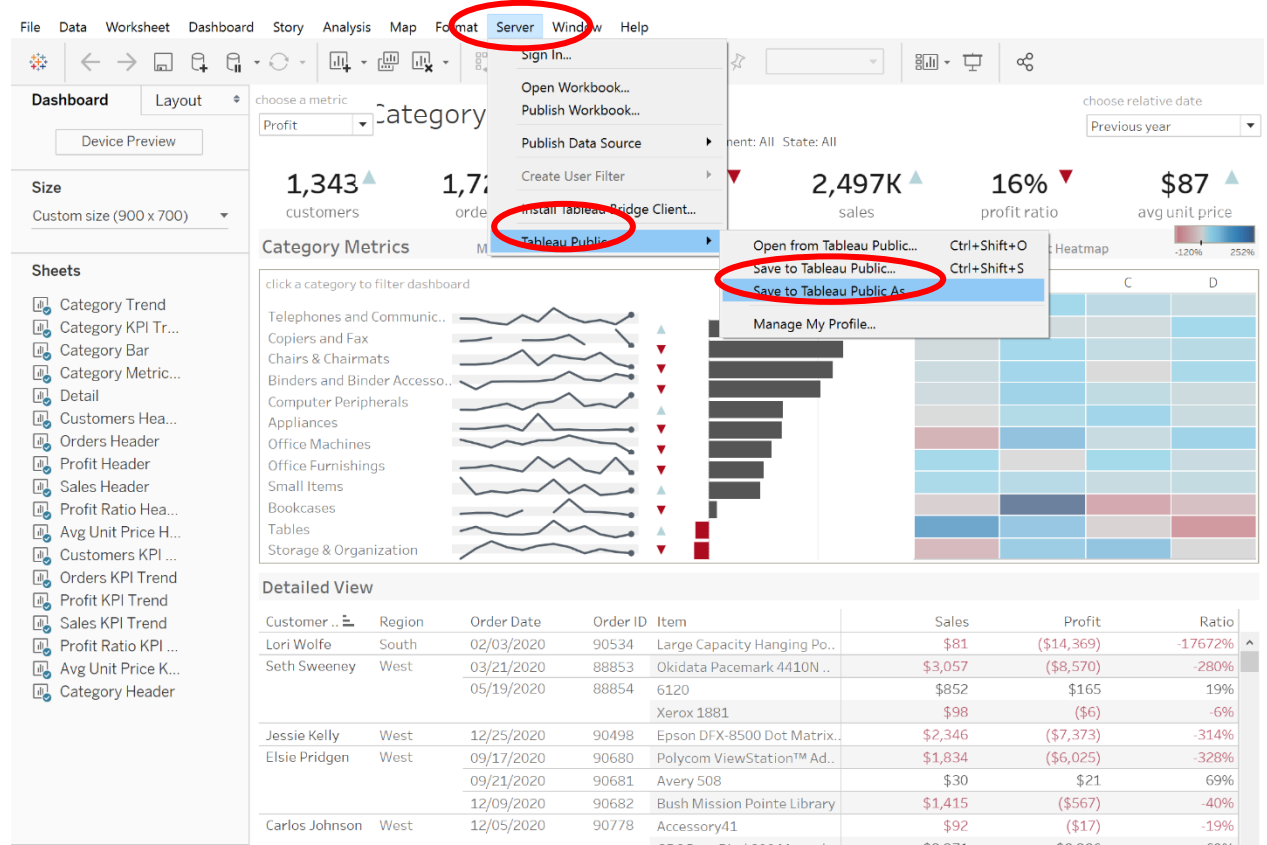 File Data Worksheet Dashboard Story Analysis Map Format Server Window Help
Sign In...
Open Workbook...
Publish Workbook...
Publish Data Source
Create User Filter
Install Tableau Bridge Client...
Tableau Public
Open from Tableau Public... Ctrl+Shift+O
Save to Tableau Public... Ctrl+Shift+S
Save to Tableau Public As
Manage My Profile...
Dashboard Layout
Device Preview
Size
Custom size (900 x 700)
Sheets
Category Trend
Category KPI Tr...
Category Bar
Category Metric...
Detail
Customers Hea...
Orders Header
Profit Header
Sales Header
Profit Ratio Hea...
Avg Unit Price H...
Customers KPI ...
Orders KPI Trend
Profit KPI Trend
Sales KPI Trend
Profit Ratio KPI ...
Avg Unit Price K...
Category Header
choose a metric
Profit
Category
choose relative date
Previous year
All State: All
1,343 2,497K 16% $87
customers sales profit ratio avg unit price
Category Metrics Heatmap
-120% 252%
click a category to filter dashboard C D
Telephones and Communic..
Copiers and Fax
Chairs & Chairmats
Binders and Binder Accesso..
Computer Peripherals
Appliances
Office Machines
Office Furnishings
Small Items
Bookcases
Tables
Storage & Organization
Detailed View
Customer .. Region Order Date Order ID Item Sales Profit Ratio
Lori Wolfe South 02/03/2020 90534 Large Capacity Hanging Po.. $81 ($14,369) -17672%
Seth Sweeney West 03/21/2020 88853 Okidata Pacemark 4410N .. $3,057 ($8,570) -280%
05/19/2020 88854 6120 $852 $165 19%
Xerox 1881 $98 ($6) -6%
Jessie Kelly West 12/25/2020 90498 Epson DFX-8500 Dot Matrix.. $2,346 ($7,373) -314%
Elsie Pridgen West 09/17/2020 90680 Polycom ViewStation™ Ad.. $1,834 ($6,025) -328%
09/21/2020 90681 Avery 508 $30 $21 69%
12/09/2020 90682 Bush Mission Pointe Library $1,415 ($567) -40%
Carlos Johnson West 12/05/2020 90778 Accessory41 $92 ($17) -19%